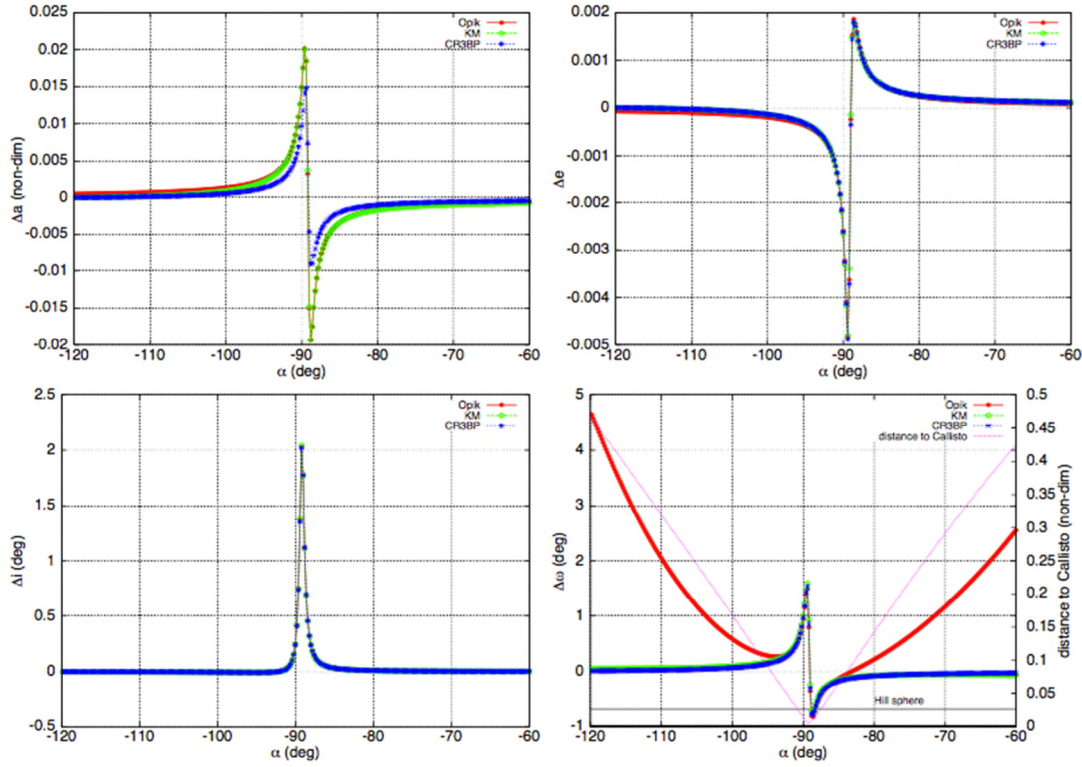 Opik
KM
CR3BP
0.025
0.02
0.015
0.01
0.005
0
-0.005
-0.01
-0.015
-0.02
Δa (non-dim)
-120 -110 -100 -90 -80 -70 -60
α (deg)
Opik
KM
CR3BP
0.002
0.001
0
-0.001
-0.002
-0.003
-0.004
-0.005
Δe
-120 -110 -100 -90 -80 -70 -60
α (deg)
Opik
KM
CR3BP
2.5
2
1.5
1
0.5
0
-0.5
Δi (deg)
-120 -110 -100 -90 -80 -70 -60
α (deg)
Opik
KM
CR3BP
distance to Callisto
5
4
3
2
1
0
-1
Δω (deg)
0.5
0.45
0.4
0.35
0.3
0.25
0.2
0.15
0.1
0.05
0
distance to Callisto (non-dim)
Hill sphere
-120 -110 -100 -90 -80 -70 -60
α (deg)